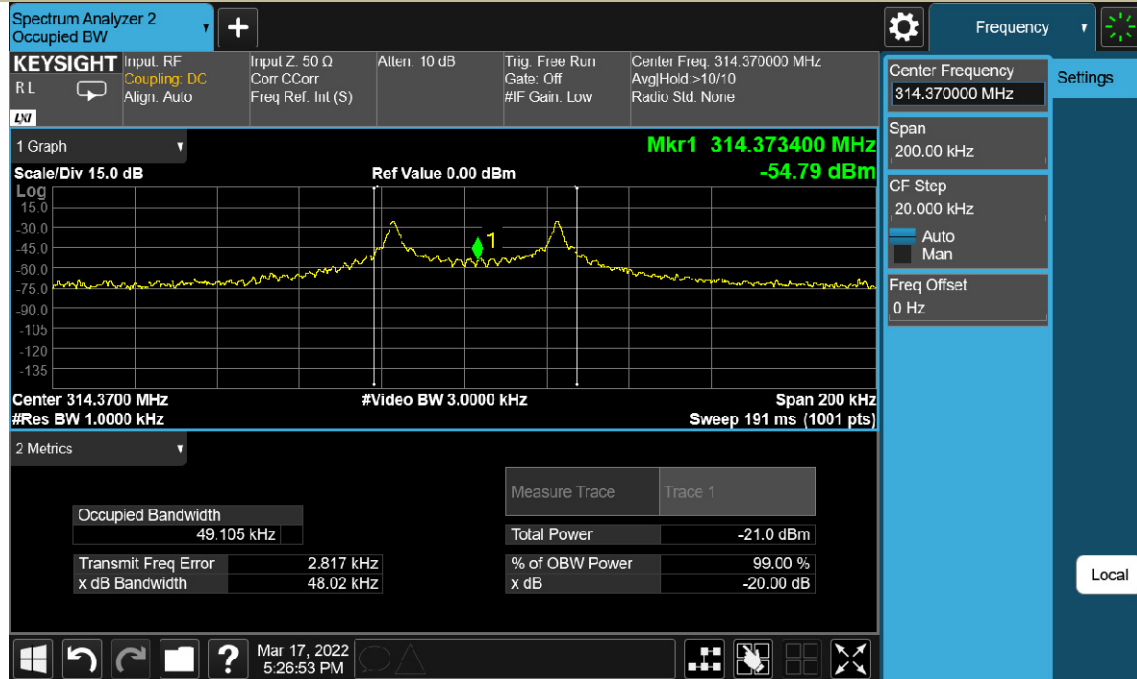 Spectrum Analyzer 2
Occupied BW
+
Frequency
KEYSIGHT
R L
LXI
Input: RF
Coupling: DC
Align: Auto
Input Z: 50 Ω
Corr CCorr
Freq Ref: Int (S)
Atten: 10 dB
Trig: Free Run
Gate: Off
#IF Gain: Low
Center Freq: 314.370000 MHz
Avg|Hold:>10/10
Radio Std: None
Center Frequency
314.370000 MHz
Settings
Span
200.00 kHz
CF Step
20.000 kHz
Auto
Man
Freq Offset
0 Hz
1 Graph
Mkr1 314.373400 MHz
-54.79 dBm
Scale/Div 15.0 dB
Ref Value 0.00 dBm
Log
15.0
-30.0
-45.0
-60.0
-75.0
-90.0
-105
-120
-135
1
Center 314.3700 MHz
#Video BW 3.0000 kHz
Span 200 kHz
#Res BW 1.0000 kHz
Sweep 191 ms (1001 pts)
2 Metrics
Measure Trace
Trace 1
Occupied Bandwidth
49.105 kHz
Total Power
-21.0 dBm
Transmit Freq Error
2.817 kHz
% of OBW Power
99.00 %
x dB Bandwidth
48.02 kHz
x dB
-20.00 dB
Local
?
Mar 17, 2022
5:26:53 PM